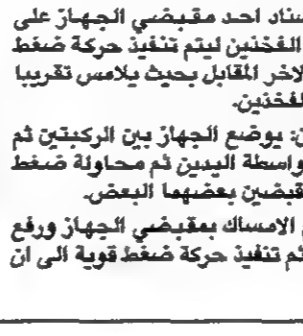 سناد احد مقبضي الجهاز على
الفخذين ليتم تنفيذ حركة ضغط
الاخر المقابل بحيث يلامس تقريبا
لفخذين.
ن: يوضع الجهاز بين الركبتين ثم
واسطة اليدين ثم محاولة ضغط
قبضين بعضهما البعض.
ع الامساك بمقبضي الجهاز ورفع
ثم تنفيذ حركة ضغط قوية الى ان